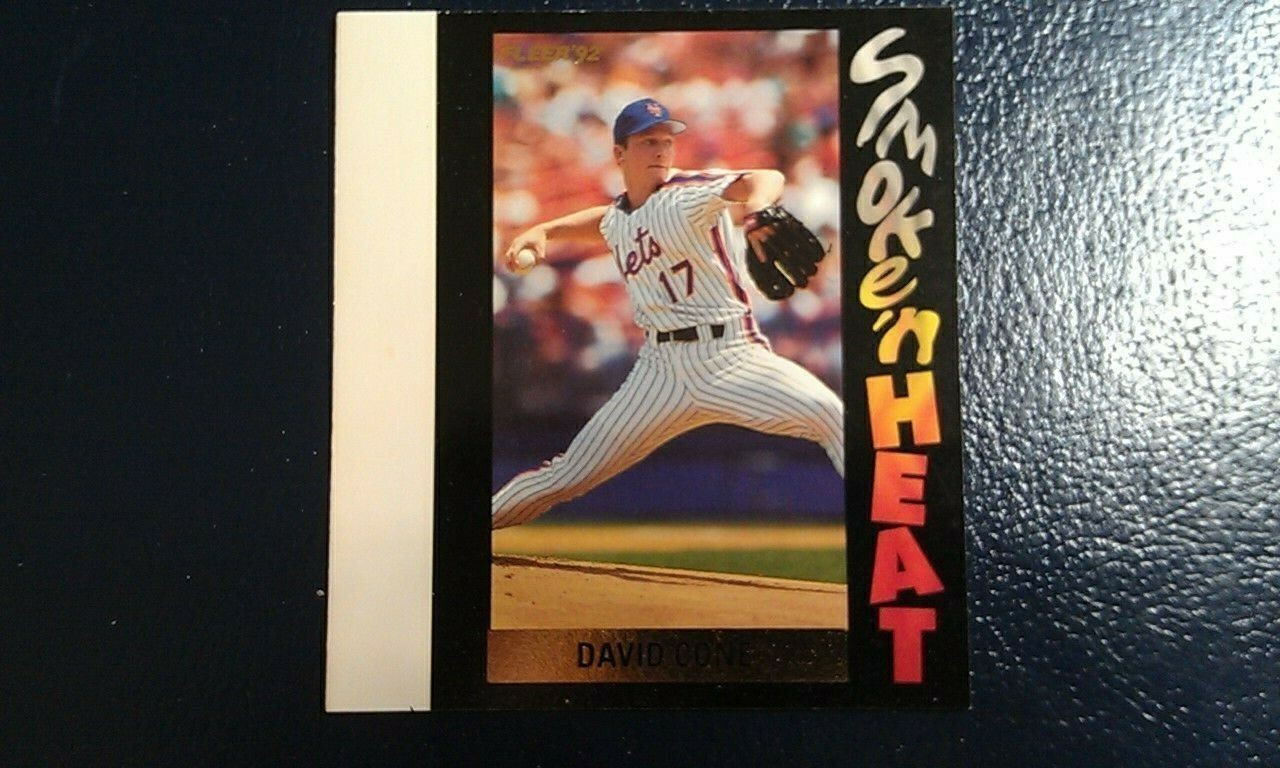 FLEER'92
Mets
17
DAVID CONE
Smoke'n HEAT